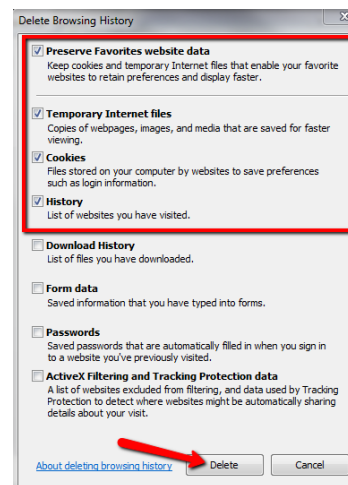 Delete Browsing History
Preserve Favorites website data
Keep cookies and temporary Internet files that enable your favorite
websites to retain preferences and display faster.
Temporary Internet files
Copies of webpages, images, and media that are saved for faster
viewing.
Cookies
Files stored on your computer by websites to save preferences
such as login information.
History
List of websites you have visited.
Download History
List of files you have downloaded.
Form data
Saved information that you have typed into forms.
Passwords
Saved passwords that are automatically filled in when you sign in
to a website you've previously visited.
ActiveX Filtering and Tracking Protection data
A list of websites excluded from filtering, and data used by Tracking
Protection to detect where websites might be automatically sharing
details about your visit.
About deleting browsing history Delete Cancel